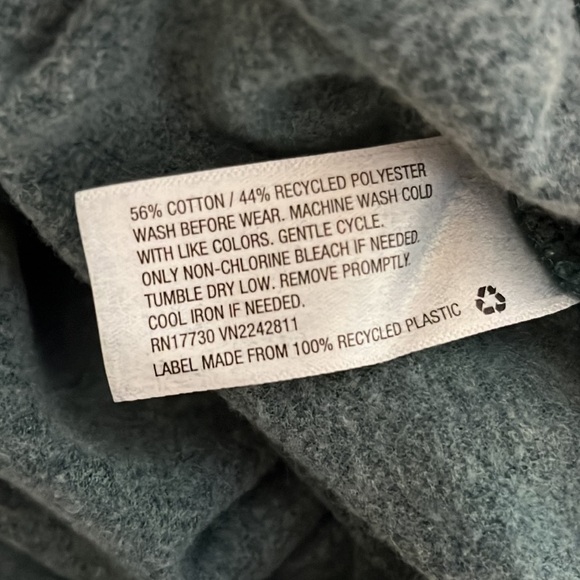 56% COTTON / 44% RECYCLED POLYESTER
WASH BEFORE WEAR. MACHINE WASH COLD
WITH LIKE COLORS. GENTLE CYCLE.
ONLY NON-CHLORINE BLEACH IF NEEDED.
TUMBLE DRY LOW. REMOVE PROMPTLY.
COOL IRON IF NEEDED.
RN17730 VN2242811
LABEL MADE FROM 100% RECYCLED PLASTIC